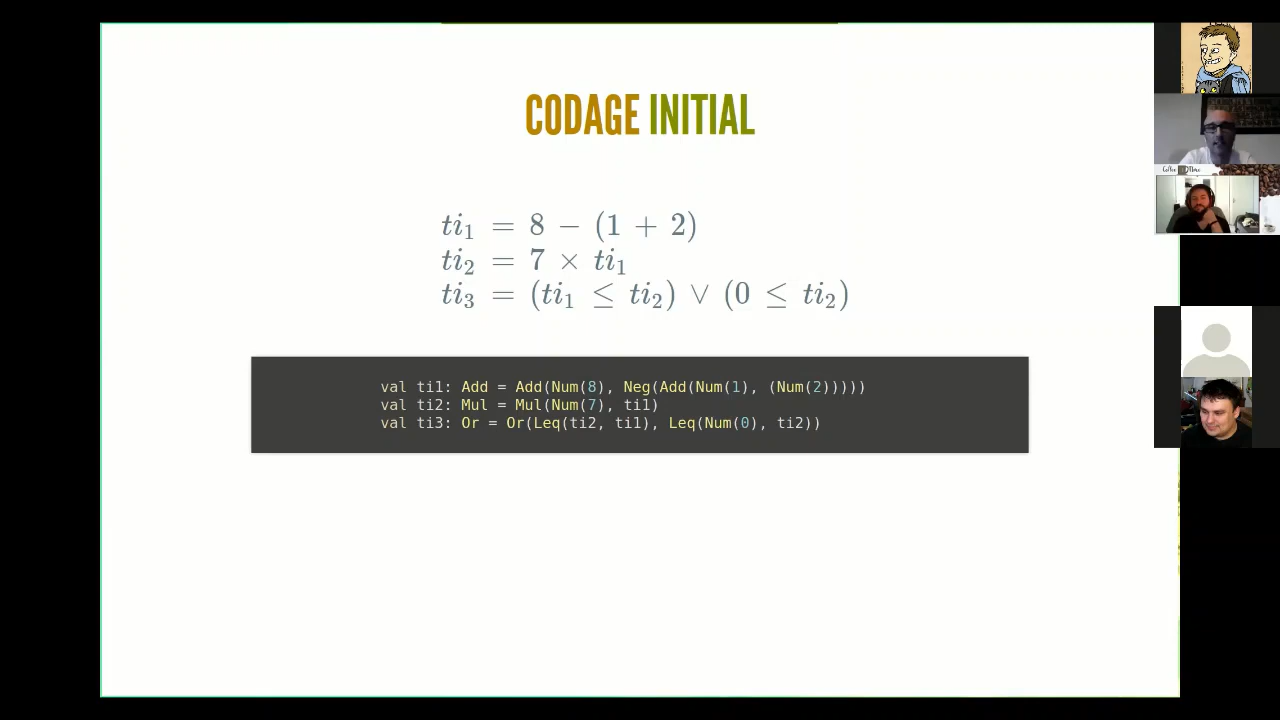 CODAGE INITIAL
ti₁ = 8 − (1 + 2)
ti₂ = 7 × ti₁
ti₃ = (ti₁ ≤ ti₂) ∨ (0 ≤ ti₂)
val ti1: Add = Add(Num(8), Neg(Add(Num(1), (Num(2)))))
val ti2: Mul = Mul(Num(7), ti1)
val ti3: Or = Or(Leq(ti2, ti1), Leq(Num(0), ti2))